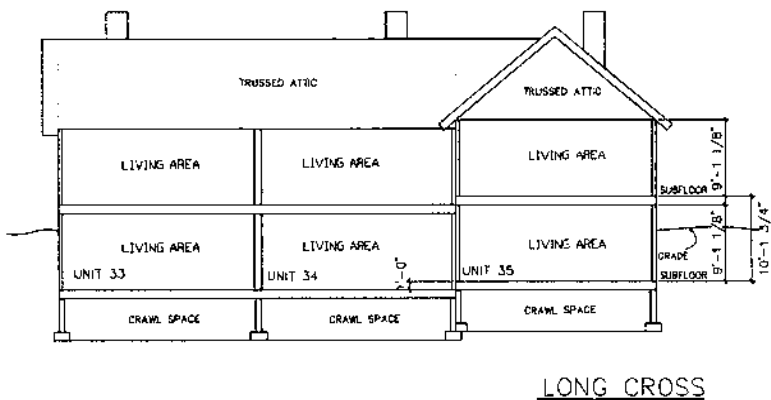 TRUSSED ATTIC
TRUSSED ATTIC
LIVING AREA
LIVING AREA
LIVING AREA
9'-1 1/8"
SUBFLOOR
LIVING AREA
LIVING AREA
LIVING AREA
9'-1 1/8"
10'-1 3/4"
GRADE
UNIT 33
UNIT 34
1'-0"
UNIT 35
SUBFLOOR
CRAWL SPACE
CRAWL SPACE
CRAWL SPACE
LONG CROSS